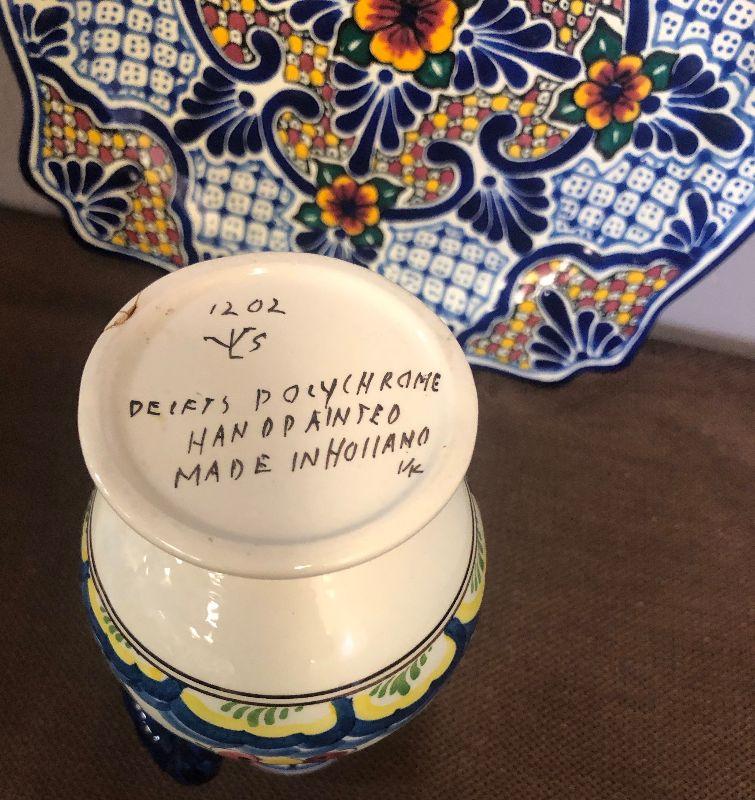 1202
S
DELFTS POLYCHROME
HANDPAINTED
MADE IN HOLLAND
VK